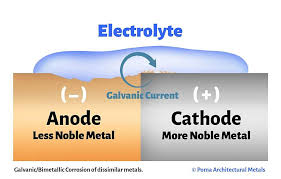 Electrolyte
Galvanic Current
(−) (+)
Anode Cathode
Less Noble Metal More Noble Metal
Galvanic/Bimetallic Corrosion of dissimilar metals. © Poma Architectural Metals